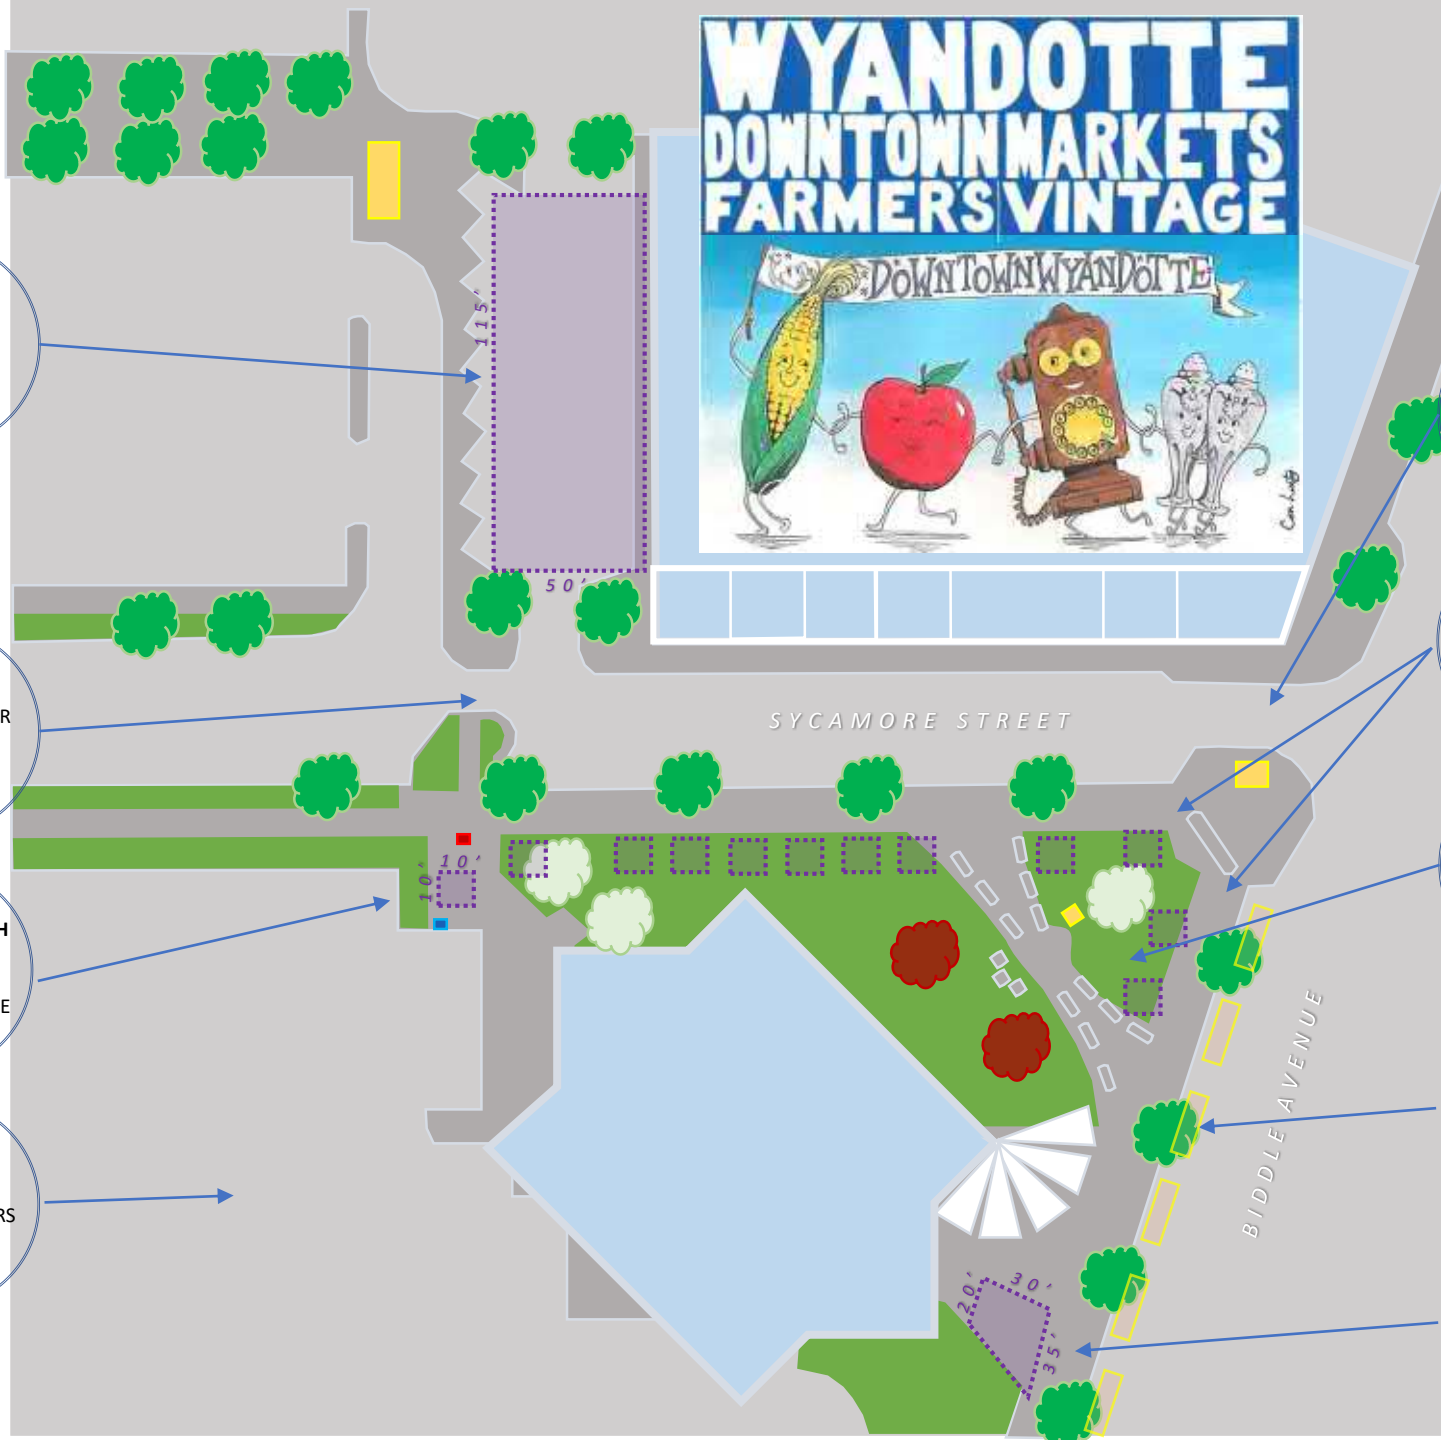 WYANDOTTE
DOWNTOWN MARKETS
FARMER'S VINTAGE
DOWNTOWN WYANDOTTE
115'
50'
R
SYCAMORE STREET
10'
10'
H
E
BIDDLE AVENUE
RS
30'
20'
35'